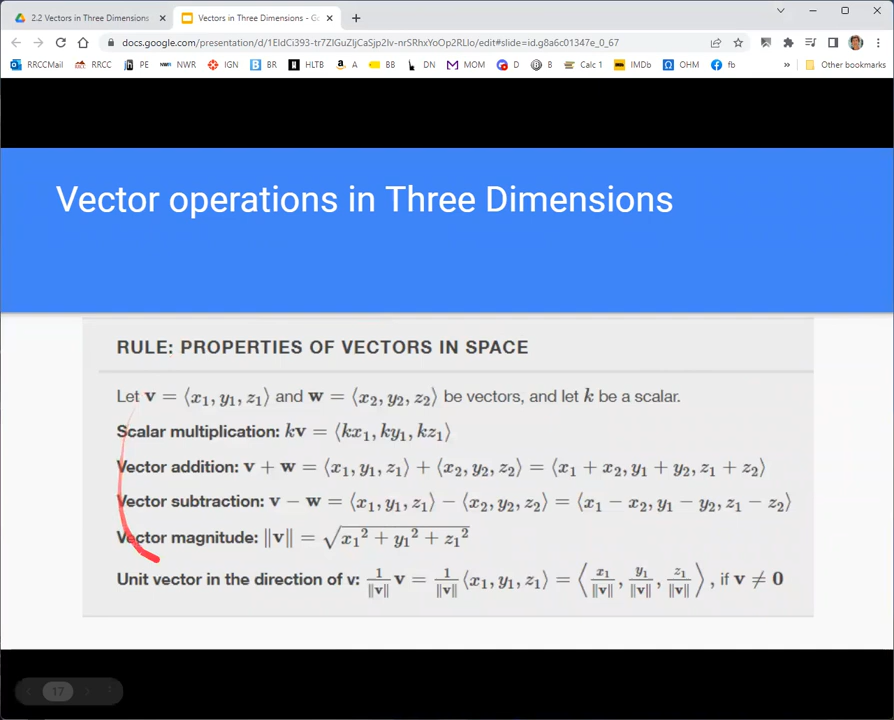 2.2 Vectors in Three Dimensions
Vectors in Three Dimensions - Go
docs.google.com/presentation/d/1EldCi393-tr7ZIGuZIjCaSjp2Iv-nrSRhxYoOp2RLIo/edit#slide=id.g8a6c01347e_0_67
RRCCMail RRCC PE NWR NWR IGN BR HLTB A BB DN MOM D B Calc 1 IMDb OHM fb » Other bookmarks
Vector operations in Three Dimensions
RULE: PROPERTIES OF VECTORS IN SPACE
Let v = ⟨x₁, y₁, z₁⟩ and w = ⟨x₂, y₂, z₂⟩ be vectors, and let k be a scalar.
Scalar multiplication: kv = ⟨kx₁, ky₁, kz₁⟩
Vector addition: v + w = ⟨x₁, y₁, z₁⟩ + ⟨x₂, y₂, z₂⟩ = ⟨x₁ + x₂, y₁ + y₂, z₁ + z₂⟩
Vector subtraction: v − w = ⟨x₁, y₁, z₁⟩ − ⟨x₂, y₂, z₂⟩ = ⟨x₁ − x₂, y₁ − y₂, z₁ − z₂⟩
Vector magnitude: ‖v‖ = √(x₁² + y₁² + z₁²)
Unit vector in the direction of v: 1/‖v‖ v = 1/‖v‖ ⟨x₁, y₁, z₁⟩ = ⟨x₁/‖v‖, y₁/‖v‖, z₁/‖v‖⟩, if v ≠ 0
17